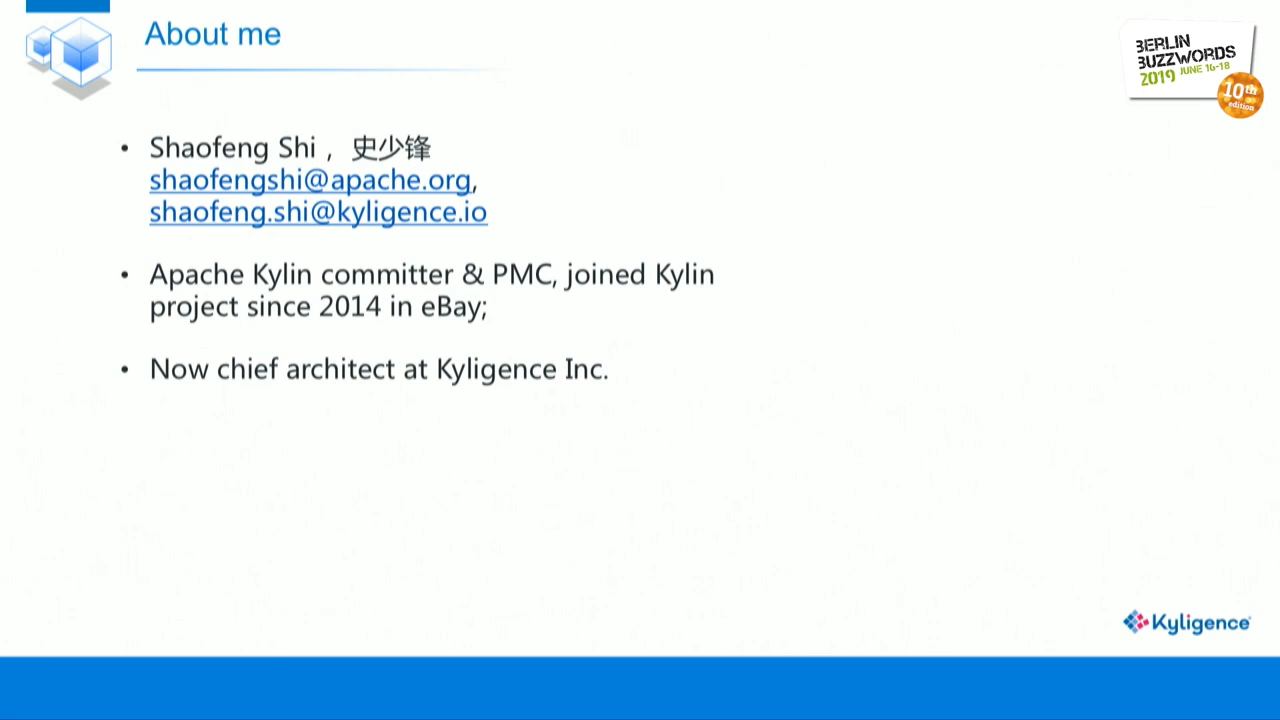 About me
BERLIN
BUZZWORDS
2019 JUNE 16-18
10th
edition
• Shaofeng Shi ， 史少锋
shaofengshi@apache.org,
shaofeng.shi@kyligence.io
• Apache Kylin committer & PMC, joined Kylin
project since 2014 in eBay;
• Now chief architect at Kyligence Inc.
Kyligence